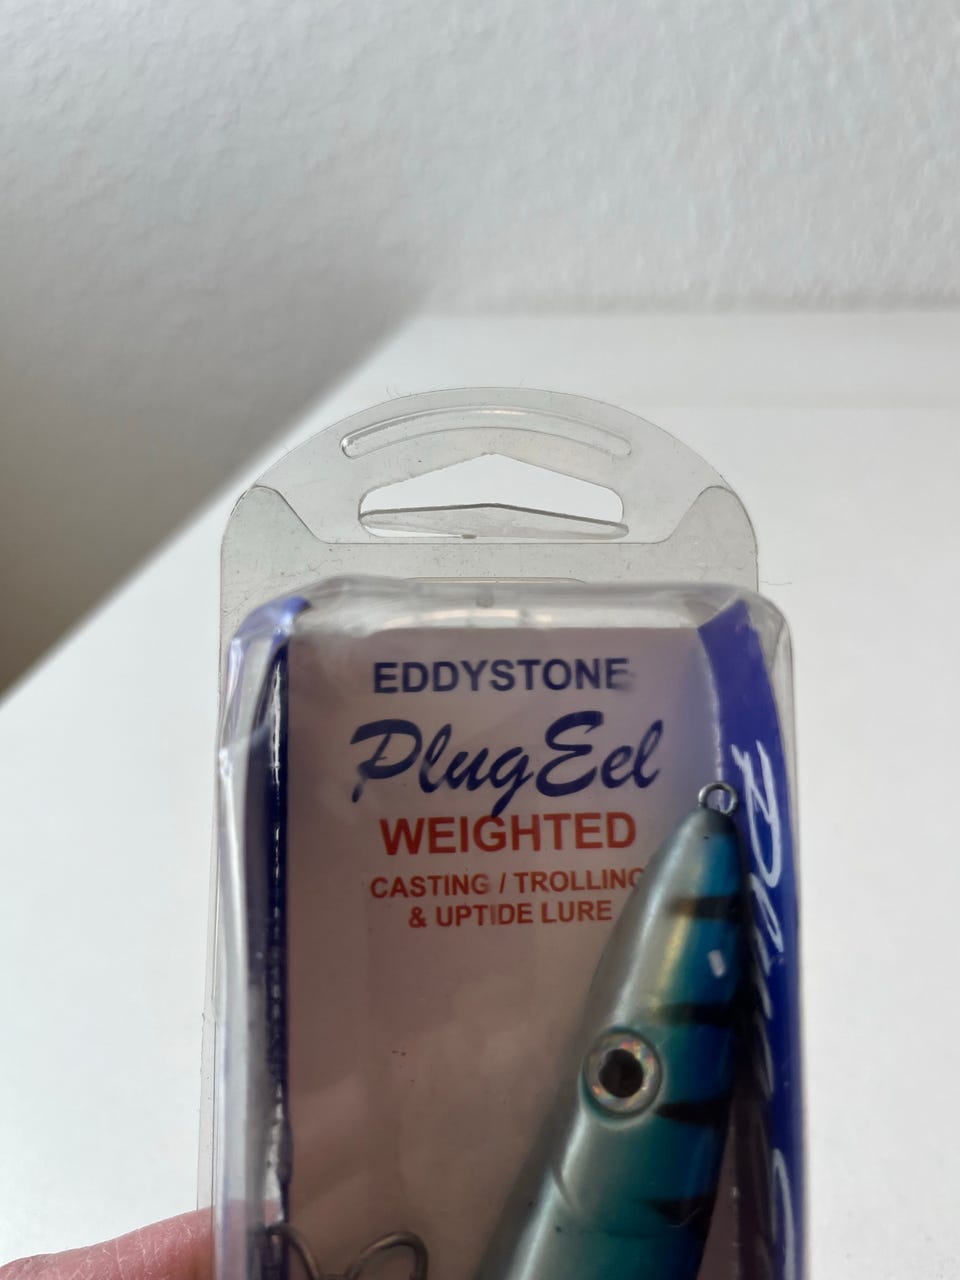 EDDYSTONE
PlugEel
WEIGHTED
CASTING / TROLLING
& UPTIDE LURE